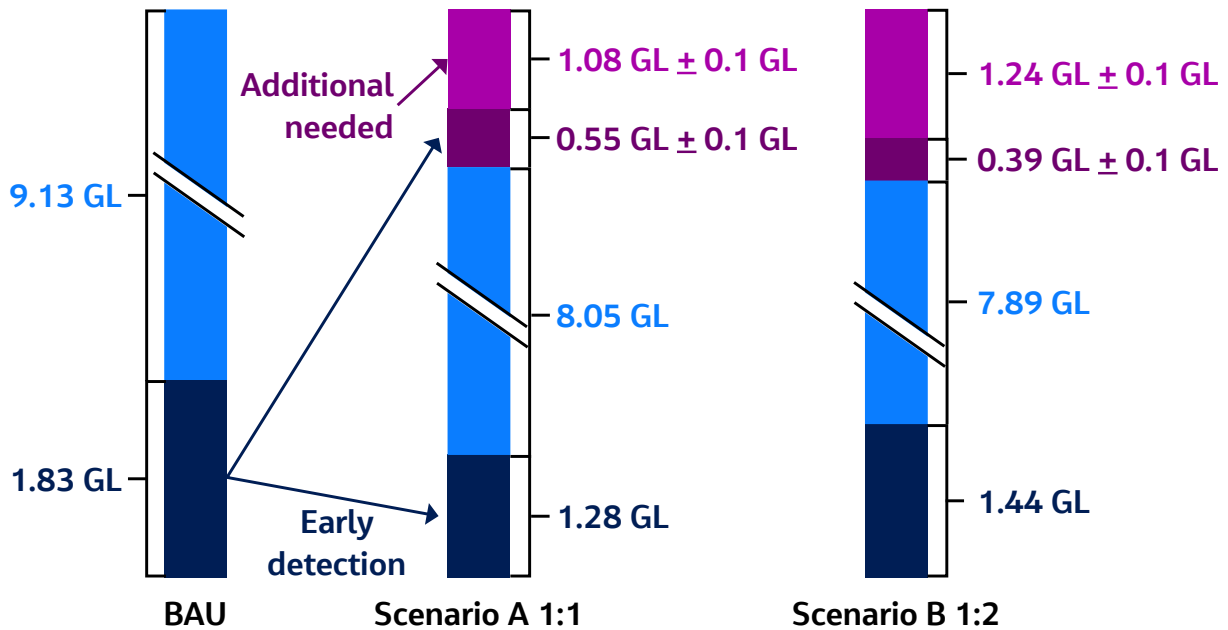 9.13 GL
1.83 GL
BAU
Additional
needed
Early
detection
1.08 GL ± 0.1 GL
0.55 GL ± 0.1 GL
8.05 GL
1.28 GL
Scenario A 1:1
1.24 GL ± 0.1 GL
0.39 GL ± 0.1 GL
7.89 GL
1.44 GL
Scenario B 1:2